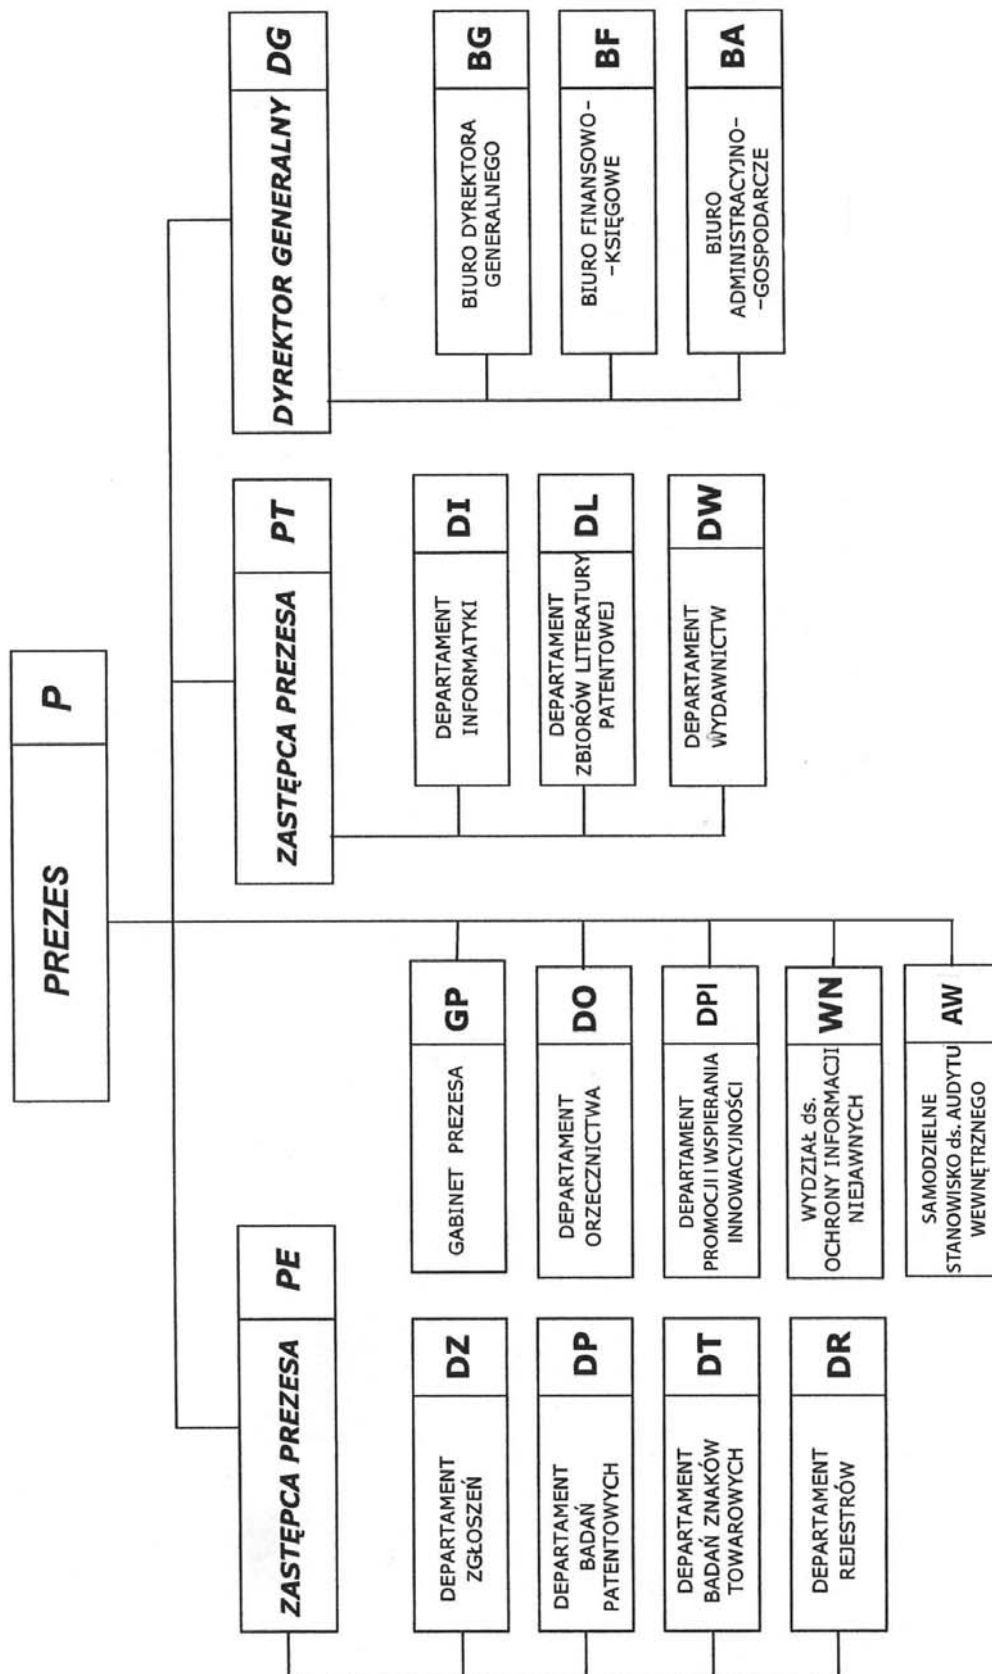 PREZES
P
ZASTĘPCA PREZESA
PE
ZASTĘPCA PREZESA
PT
DYREKTOR GENERALNY
DG
DEPARTAMENT
ZGŁOSZEŃ
DZ
DEPARTAMENT
BADAŃ
PATENTOWYCH
DP
DEPARTAMENT
BADAŃ ZNAKÓW
TOWAROWYCH
DT
DEPARTAMENT
REJESTRÓW
DR
GABINET PREZESA
GP
DEPARTAMENT
ORZECZNICTWA
DO
DEPARTAMENT
PROMOCJI I WSPIERANIA
INNOWACYJNOŚCI
DPI
WYDZIAŁ ds.
OCHRONY INFORMACJI
NIEJAWNYCH
WN
SAMODZIELNE
STANOWISKO ds. AUDYTU
WEWNĘTRZNEGO
AW
DEPARTAMENT
INFORMATYKI
DI
DEPARTAMENT
ZBIORÓW LITERATURY
PATENTOWEJ
DL
DEPARTAMENT
WYDAWNICTW
DW
BIURO DYREKTORA
GENERALNEGO
BG
BIURO FINANSOWO–
–KSIĘGOWE
BF
BIURO
ADMINISTRACYJNO–
–GOSPODARCZE
BA